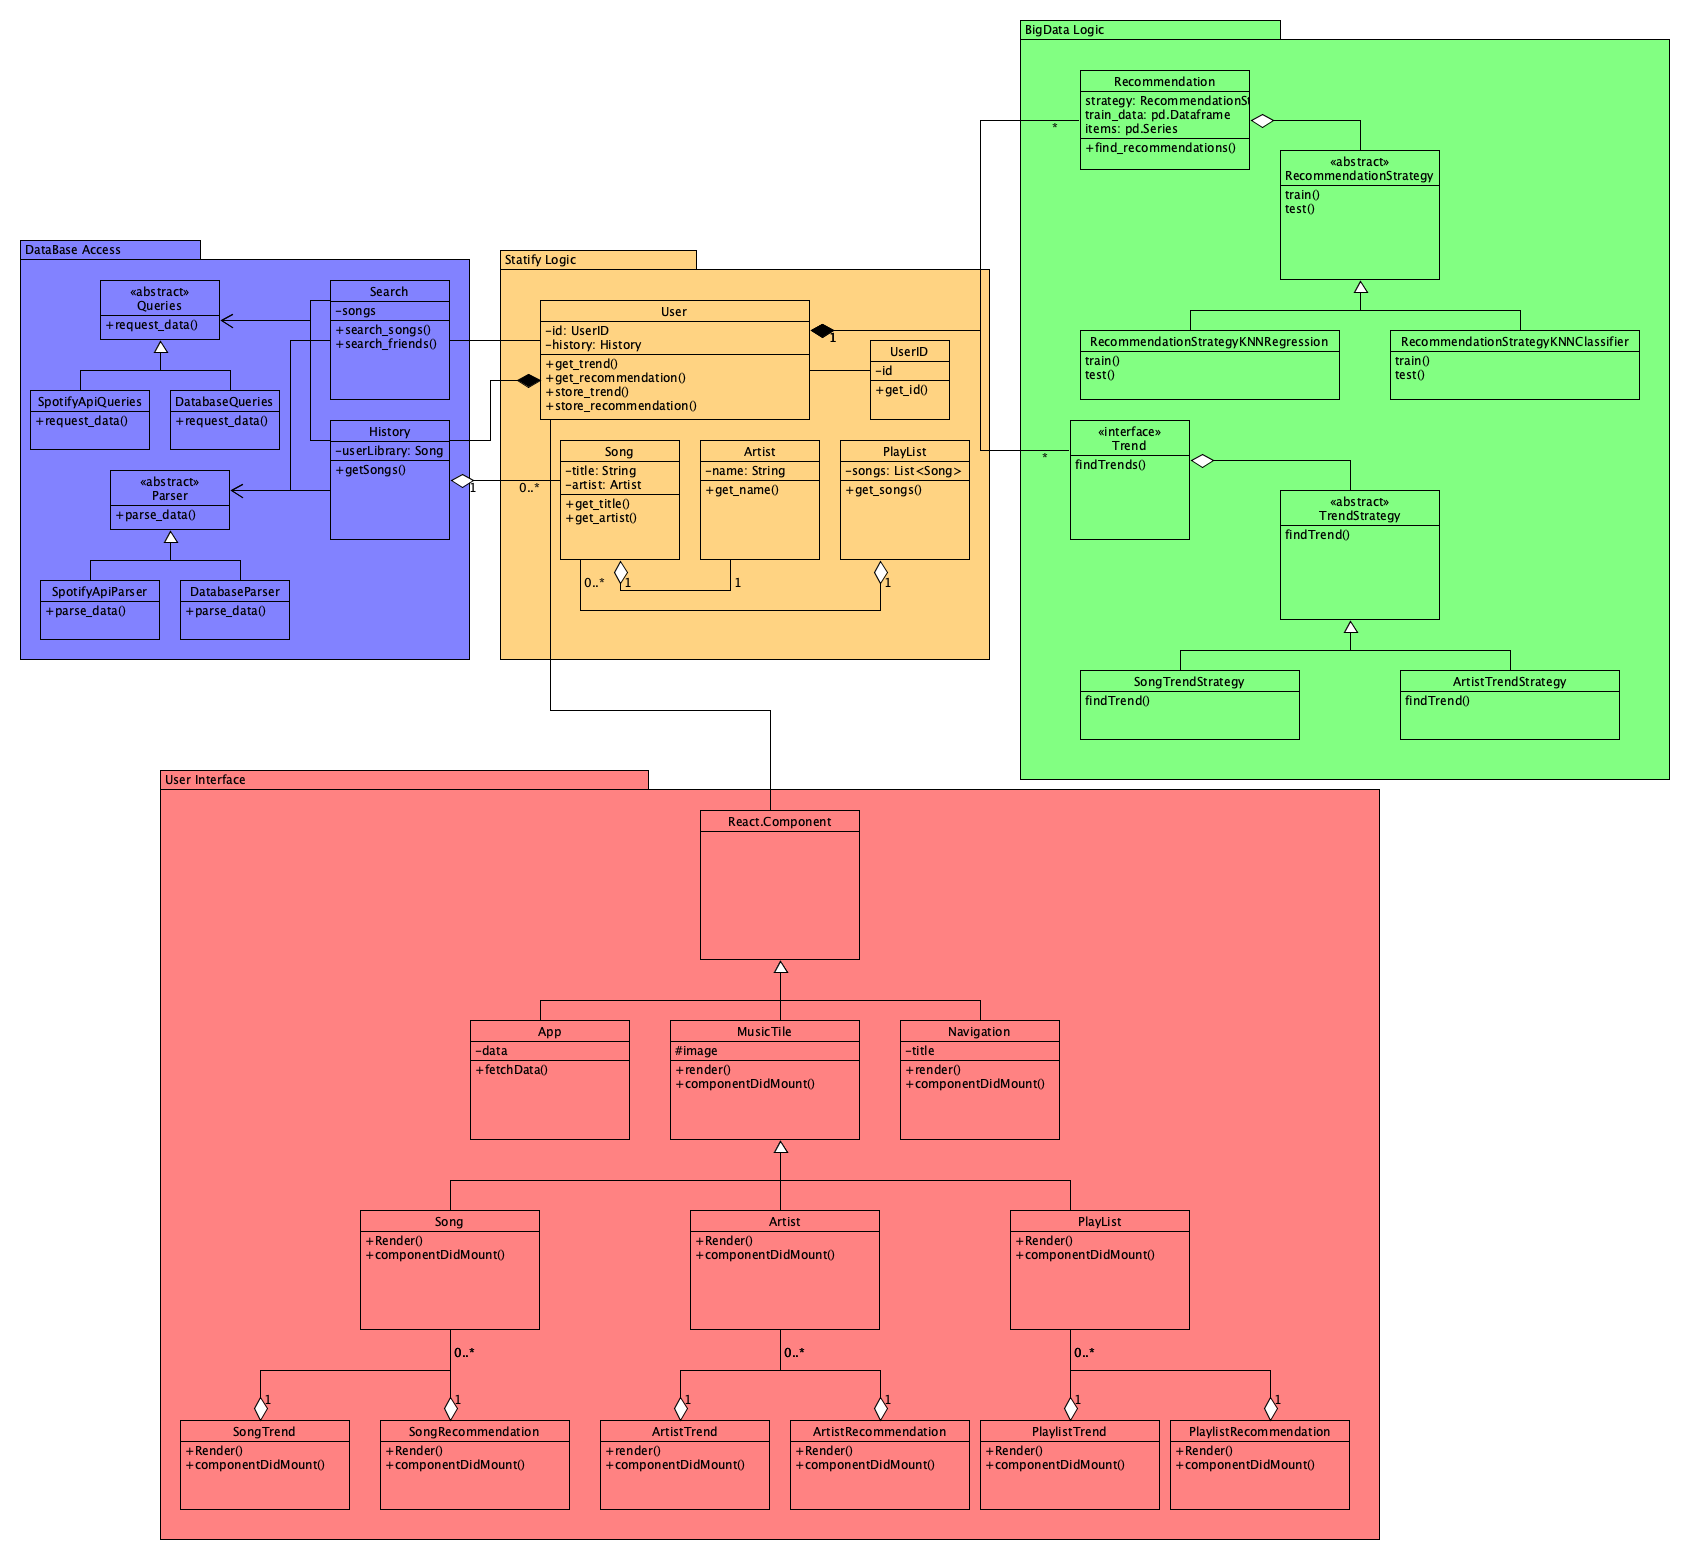 BigData Logic
Recommendation
strategy: RecommendationSt
train_data: pd.Dataframe
items: pd.Series
+find_recommendations()
*
«abstract»
RecommendationStrategy
train()
test()
RecommendationStrategyKNNRegression
train()
test()
RecommendationStrategyKNNClassifier
train()
test()
«interface»
Trend
findTrends()
*
«abstract»
TrendStrategy
findTrend()
SongTrendStrategy
findTrend()
ArtistTrendStrategy
findTrend()
DataBase Access
«abstract»
Queries
+request_data()
Search
-songs
+search_songs()
+search_friends()
SpotifyApiQueries
+request_data()
DatabaseQueries
+request_data()
History
-userLibrary: Song
+getSongs()
1
0..*
«abstract»
Parser
+parse_data()
SpotifyApiParser
+parse_data()
DatabaseParser
+parse_data()
Statify Logic
User
-id: UserID
-history: History
+get_trend()
+get_recommendation()
+store_trend()
+store_recommendation()
1
UserID
-id
+get_id()
Song
-title: String
-artist: Artist
+get_title()
+get_artist()
Artist
-name: String
+get_name()
PlayList
-songs: List<Song>
+get_songs()
0..*
1
1
1
User Interface
React.Component
App
-data
+fetchData()
MusicTile
#image
+render()
+componentDidMount()
Navigation
-title
+render()
+componentDidMount()
Song
+Render()
+componentDidMount()
Artist
+Render()
+componentDidMount()
PlayList
+Render()
+componentDidMount()
0..*
0..*
0..*
1
1
1
1
1
1
SongTrend
+Render()
+componentDidMount()
SongRecommendation
+Render()
+componentDidMount()
ArtistTrend
+render()
+componentDidMount()
ArtistRecommendation
+Render()
+componentDidMount()
PlaylistTrend
+Render()
+componentDidMount()
PlaylistRecommendation
+Render()
+componentDidMount()